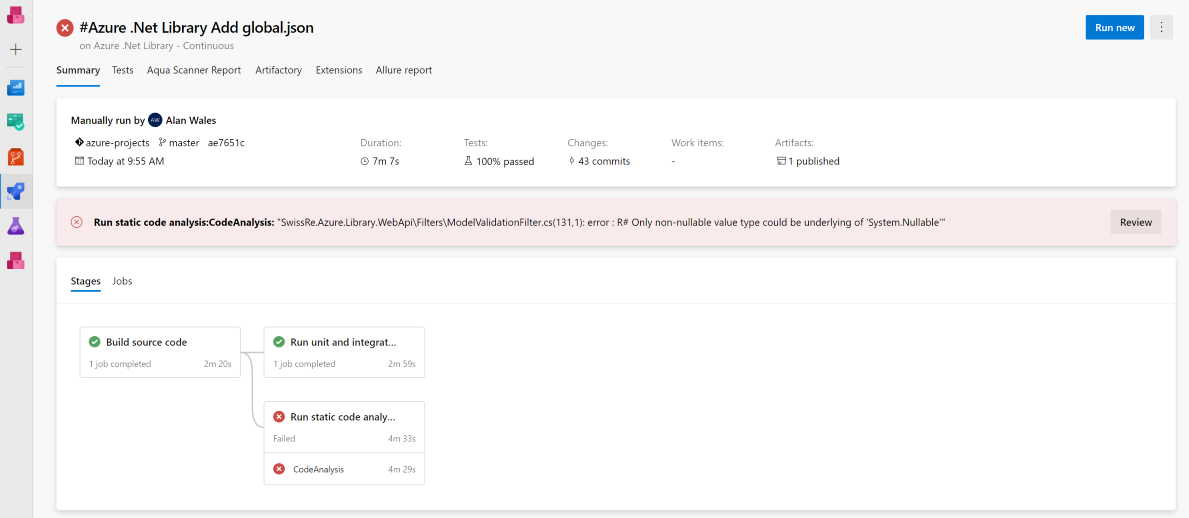 #Azure .Net Library Add global.json
on Azure .Net Library - Continuous
Run new
Summary Tests Aqua Scanner Report Artifactory Extensions Allure report
Manually run by AW Alan Wales
azure-projects master ae7651c Duration: Tests: Changes: Work items: Artifacts:
Today at 9:55 AM 7m 7s 100% passed 43 commits - 1 published
Run static code analysis:CodeAnalysis: "SwissRe.Azure.Library.WebApi\Filters\ModelValidationFilter.cs(131,1): error : R# Only non-nullable value type could be underlying of 'System.Nullable'" Review
Stages Jobs
Build source code Run unit and integrat...
1 job completed 2m 20s 1 job completed 2m 59s
Run static code analy...
Failed 4m 33s
CodeAnalysis 4m 29s